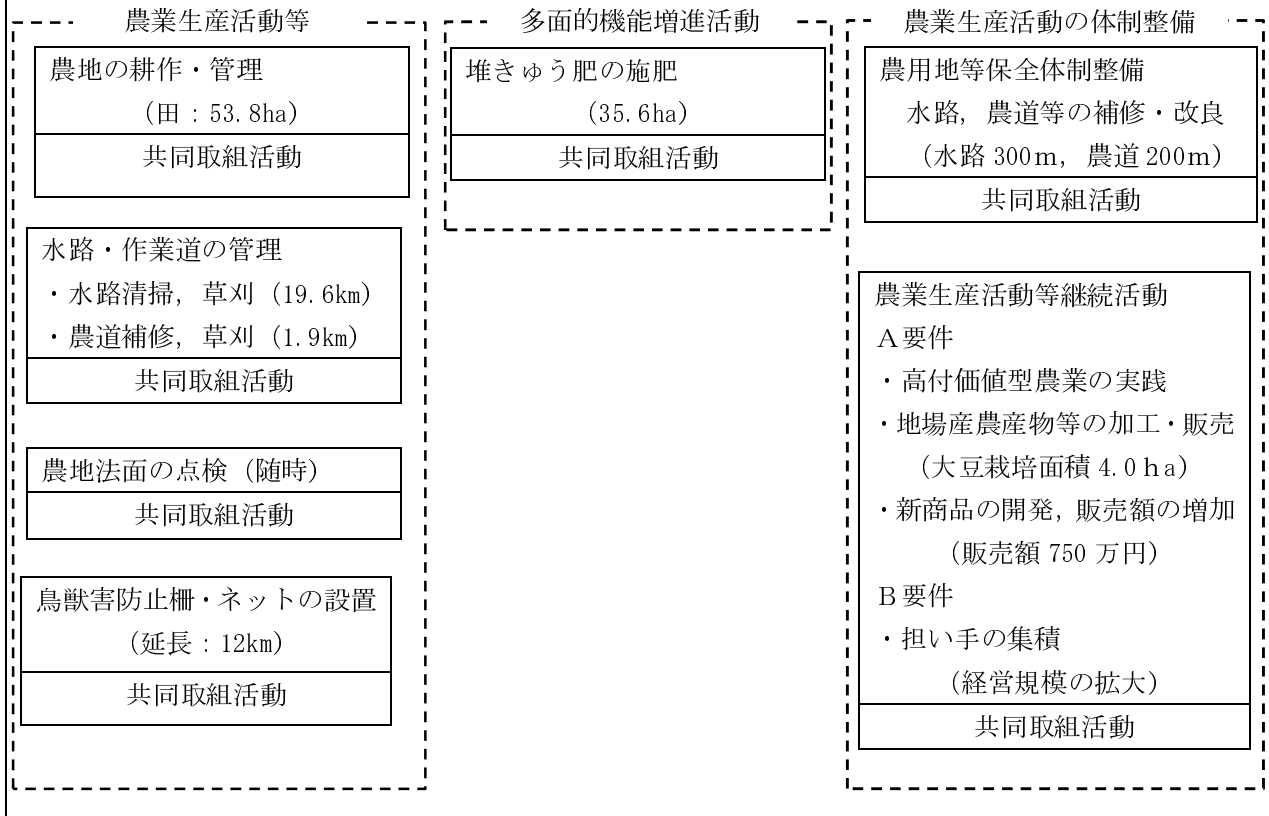 農業生産活動等
農地の耕作・管理
（田：53.8ha）
共同取組活動
水路・作業道の管理
・水路清掃，草刈（19.6km）
・農道補修，草刈（1.9km）
共同取組活動
農地法面の点検（随時）
共同取組活動
鳥獣害防止柵・ネットの設置
（延長：12km）
共同取組活動
多面的機能増進活動
堆きゅう肥の施肥
（35.6ha）
共同取組活動
農業生産活動の体制整備
農用地等保全体制整備
水路，農道等の補修・改良
（水路 300ｍ，農道 200ｍ）
共同取組活動
農業生産活動等継続活動
Ａ要件
・高付価値型農業の実践
・地場産農産物等の加工・販売
（大豆栽培面積 4.0ｈa）
・新商品の開発，販売額の増加
（販売額 750 万円）
Ｂ要件
・担い手の集積
（経営規模の拡大）
共同取組活動